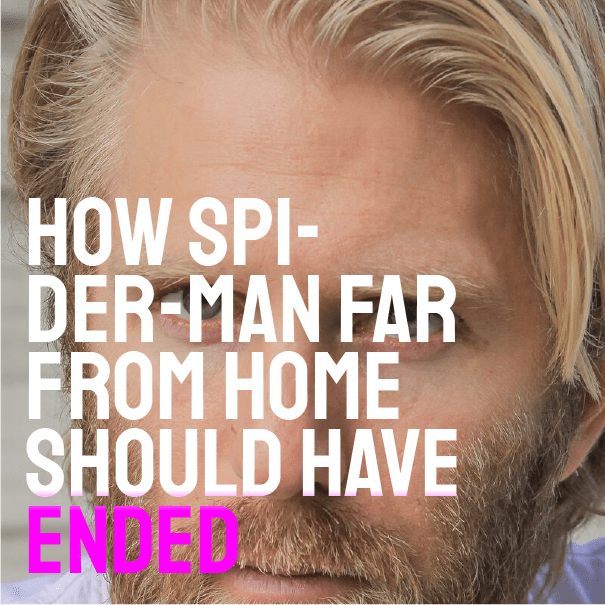 HOW SPI-
DER-MAN FAR
FROM HOME
SHOULD HAVE
ENDED